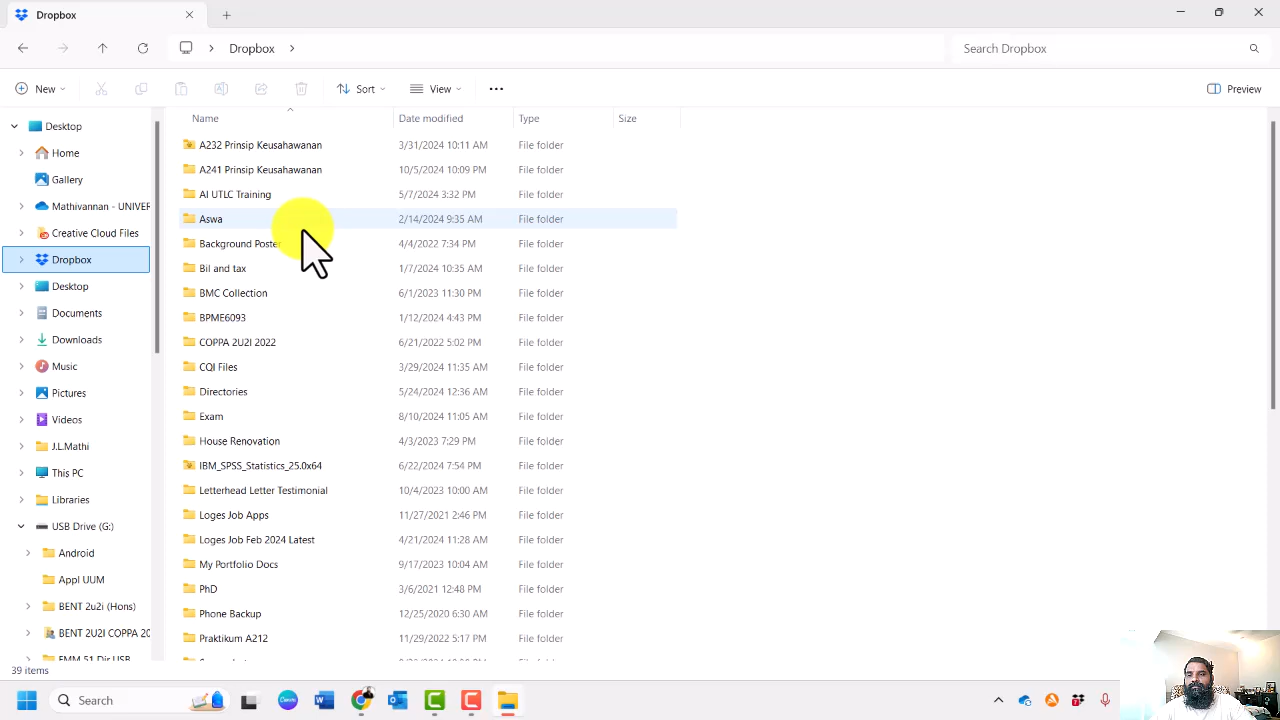 Dropbox
Dropbox
Search Dropbox
New
Sort
View
Preview
Name
Date modified
Type
Size
Desktop
Home
Gallery
Mathivannan - UNIVER
Creative Cloud Files
Dropbox
Desktop
Documents
Downloads
Music
Pictures
Videos
J.L.Mathi
This PC
Libraries
USB Drive (G:)
Android
Appl UUM
BENT 2u2i (Hons)
BENT 2U2I COPPA 20
A232 Prinsip Keusahawanan 3/31/2024 10:11 AM File folder
A241 Prinsip Keusahawanan 10/5/2024 10:09 PM File folder
AI UTLC Training 5/7/2024 3:32 PM File folder
Aswa 2/14/2024 9:35 AM File folder
Background Poster 4/4/2022 7:34 PM File folder
Bil and tax 1/7/2024 10:35 AM File folder
BMC Collection 6/1/2023 11:30 PM File folder
BPME6093 1/12/2024 4:43 PM File folder
COPPA 2U2I 2022 6/21/2022 5:02 PM File folder
CQI Files 3/29/2024 11:35 AM File folder
Directories 5/24/2024 12:36 AM File folder
Exam 8/10/2024 11:05 AM File folder
House Renovation 4/3/2023 7:29 PM File folder
IBM_SPSS_Statistics_25.0x64 6/22/2024 7:54 PM File folder
Letterhead Letter Testimonial 10/4/2023 10:00 AM File folder
Loges Job Apps 11/27/2021 2:46 PM File folder
Loges Job Feb 2024 Latest 4/21/2024 11:28 AM File folder
My Portfolio Docs 9/17/2023 10:04 AM File folder
PhD 3/6/2021 12:48 PM File folder
Phone Backup 12/25/2020 6:30 AM File folder
Praktikum A212 11/29/2022 5:17 PM File folder
39 items
Search